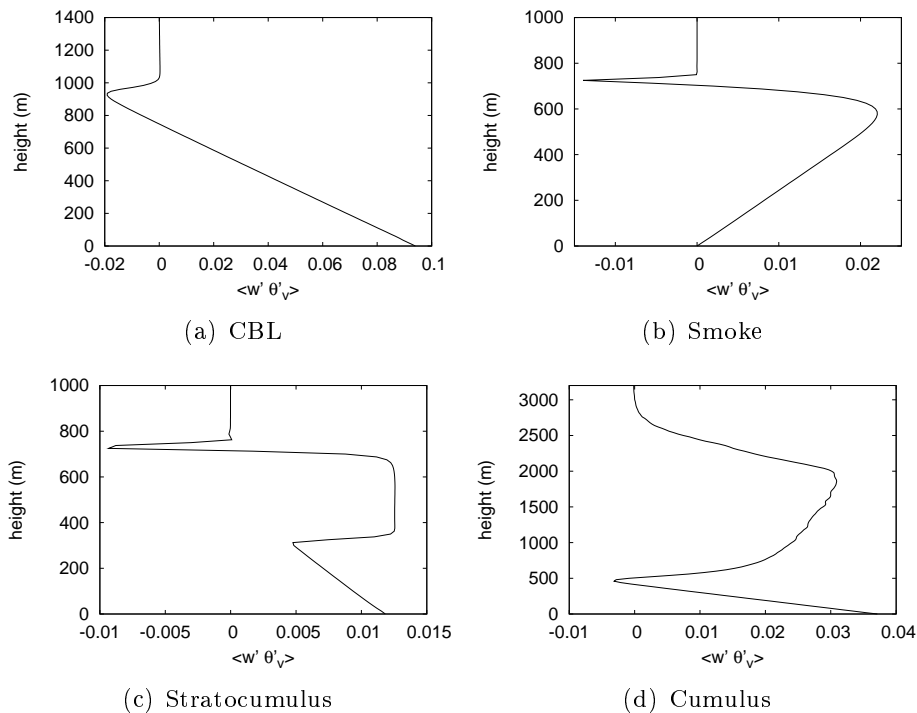 1400
1200
1000
800
600
400
200
0
height (m)
-0.02 0 0.02 0.04 0.06 0.08 0.1
<w' θ'v>
(a) CBL
1000
800
600
400
200
0
height (m)
-0.01 0 0.01 0.02
<w' θ'v>
(b) Smoke
1000
800
600
400
200
0
height (m)
-0.01 -0.005 0 0.005 0.01 0.015
<w' θ'v>
(c) Stratocumulus
3000
2500
2000
1500
1000
500
0
height (m)
-0.01 0 0.01 0.02 0.03 0.04
<w' θ'v>
(d) Cumulus